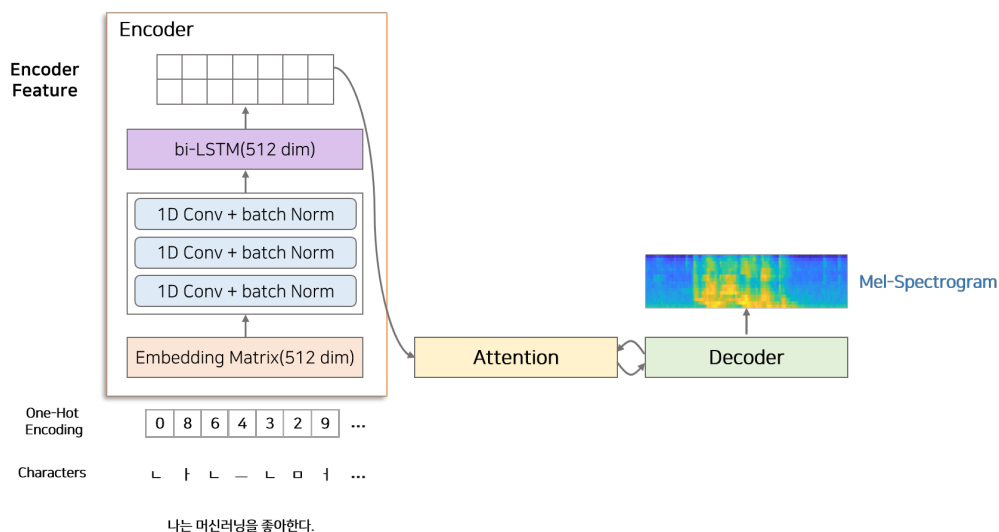 Encoder
Encoder
Feature
bi-LSTM(512 dim)
1D Conv + batch Norm
1D Conv + batch Norm
1D Conv + batch Norm
Mel-Spectrogram
Embedding Matrix(512 dim)
Attention
Decoder
One-Hot
Encoding
0 8 6 4 3 2 9 ...
Characters
ㄴ ㅏ ㄴ ㅡ ㄴ ㅁ ㅓ ...
나는 머신러닝을 좋아한다.